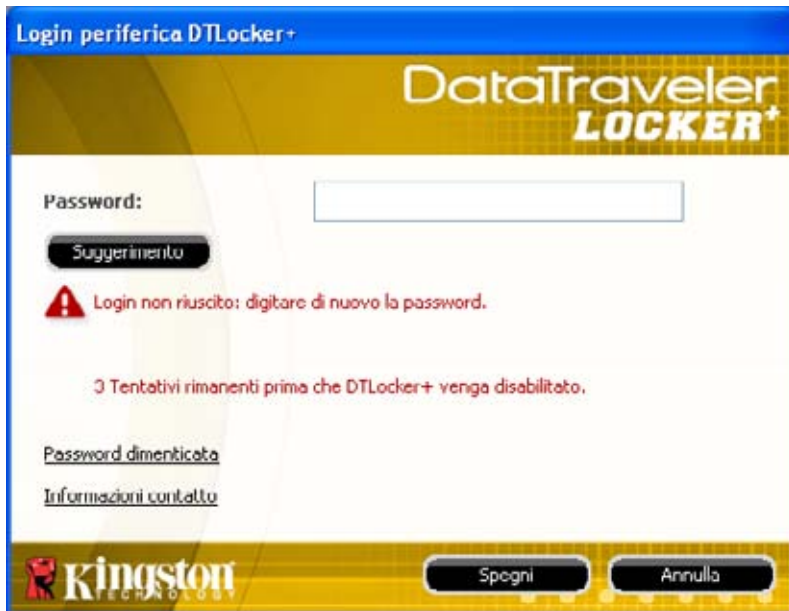 Login periferica DTLocker+
DataTraveler
LOCKER+
Password:
Suggerimento
Login non riuscito: digitare di nuovo la password.
3 Tentativi rimanenti prima che DTLocker+ venga disabilitato.
Password dimenticata
Informazioni contatto
Kingston
TECHNOLOGY
Spegni
Annulla